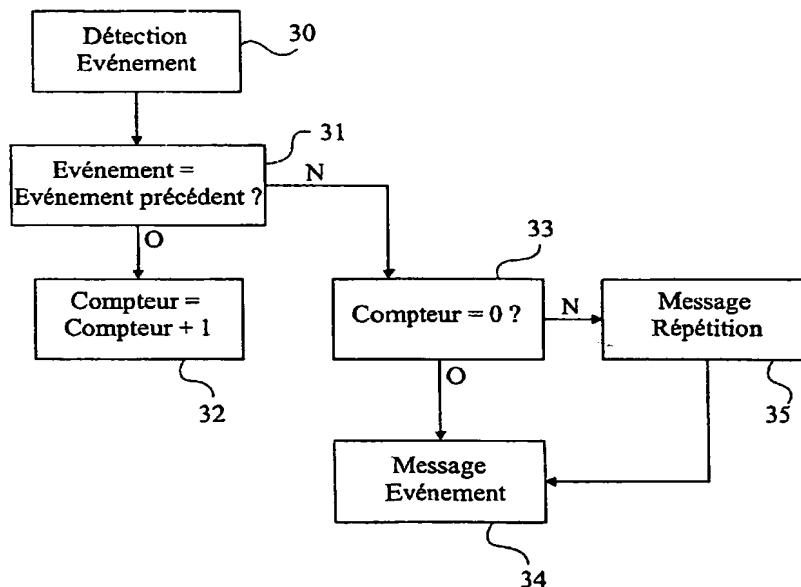 Détection
Evénement
30
31
Evénement =
Evénement précédent ?
N
O
33
Compteur =
Compteur + 1
Compteur = 0 ?
N
Message
Répétition
32
O
35
Message
Evénement
34